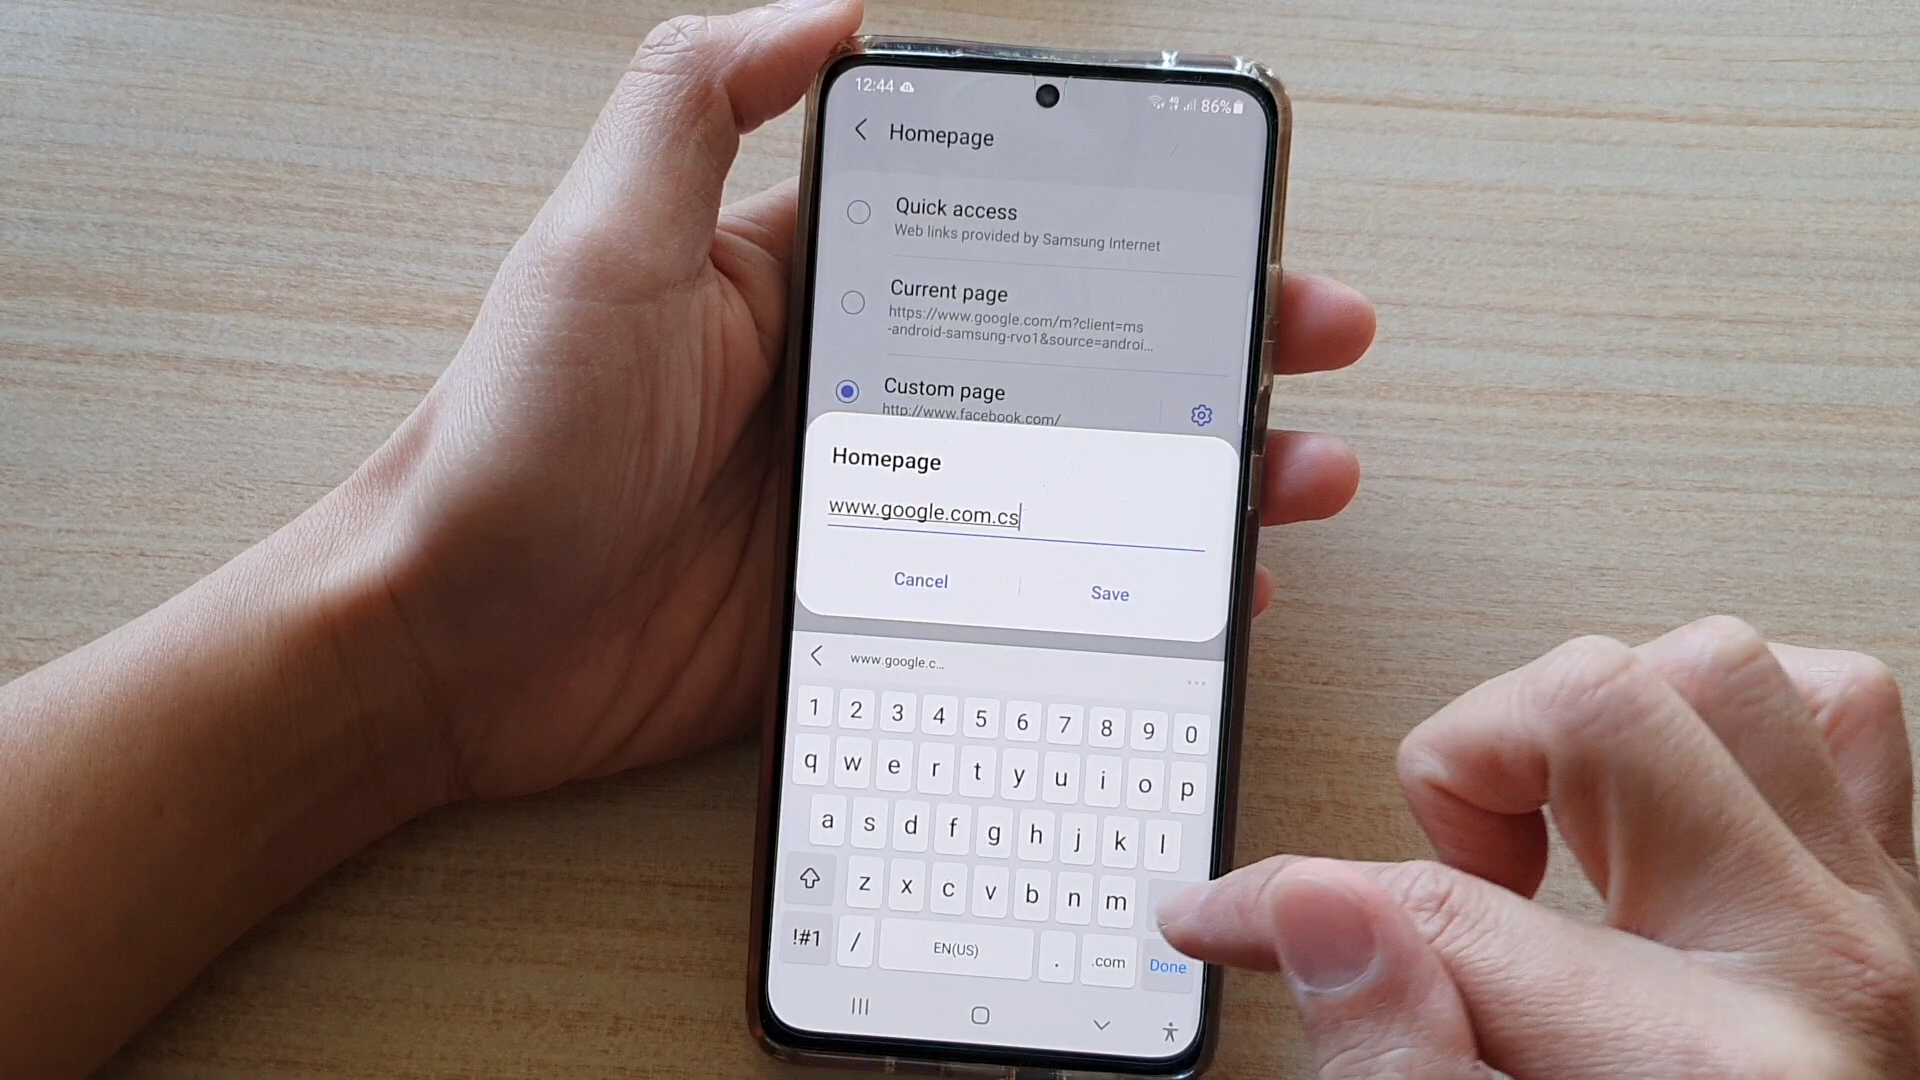 12:44
4G 86%
Homepage
Quick access
Web links provided by Samsung Internet
Current page
https://www.google.com/m?client=ms
-android-samsung-rvo1&source=androi...
Custom page
http://www.facebook.com/
Homepage
www.google.com.cs
Cancel Save
www.google.c...
1 2 3 4 5 6 7 8 9 0
q w e r t y u i o p
a s d f g h j k l
z x c v b n m
!#1 / EN(US) . .com Done